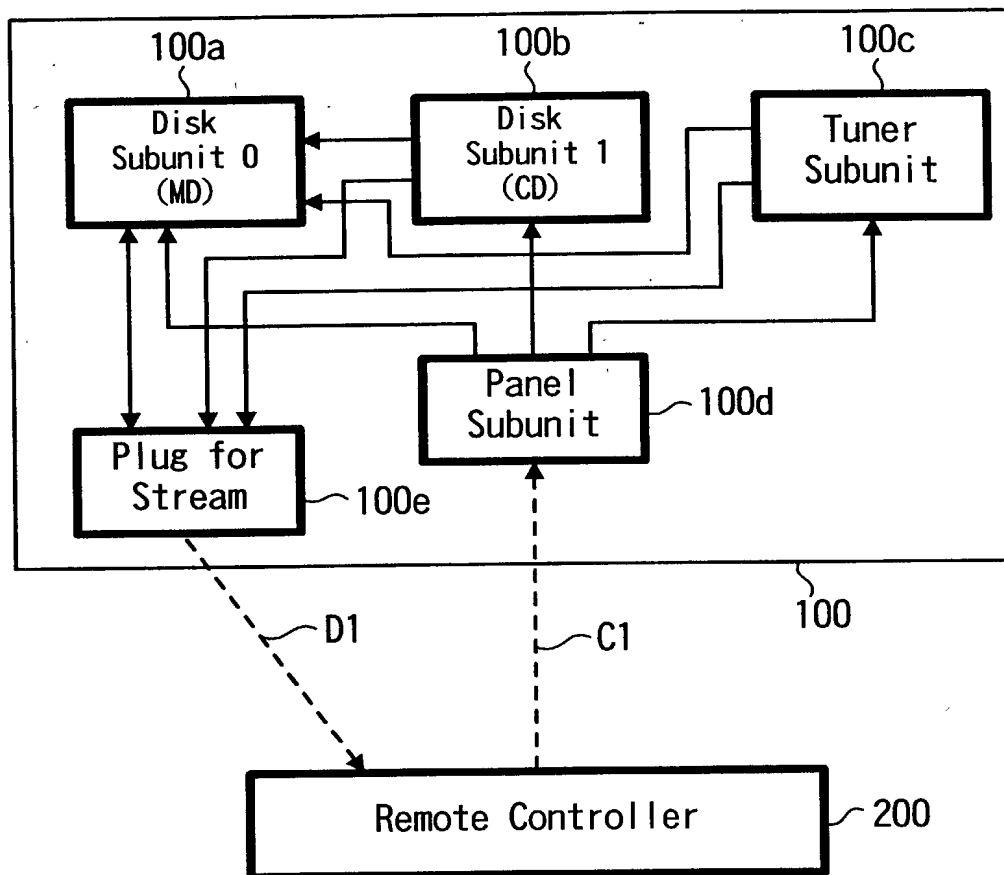 100a
100b
100c
Disk
Subunit 0
(MD)
Disk
Subunit 1
(CD)
Tuner
Subunit
Panel
Subunit
100d
Plug for
Stream
100e
100
D1
C1
Remote Controller
200